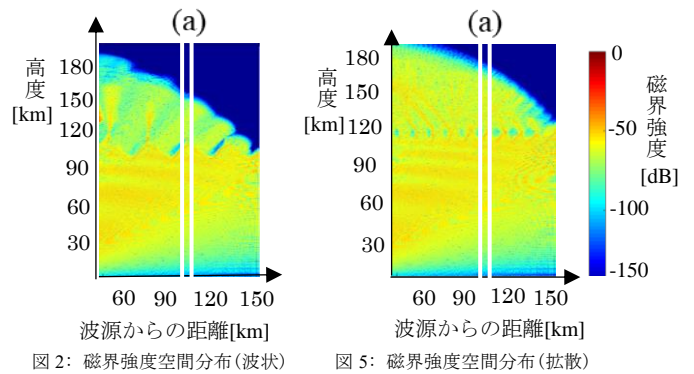 (a)
高度
[km]
180
150
120
90
60
30
60 90 120 150
波源からの距離[km]
図 2: 磁界強度空間分布(波状)
(a)
高度
[km]
180
150
120
90
60
30
60 90 120 150
波源からの距離[km]
図 5: 磁界強度空間分布(拡散)
0
-50
-100
-150
磁界強度
[dB]